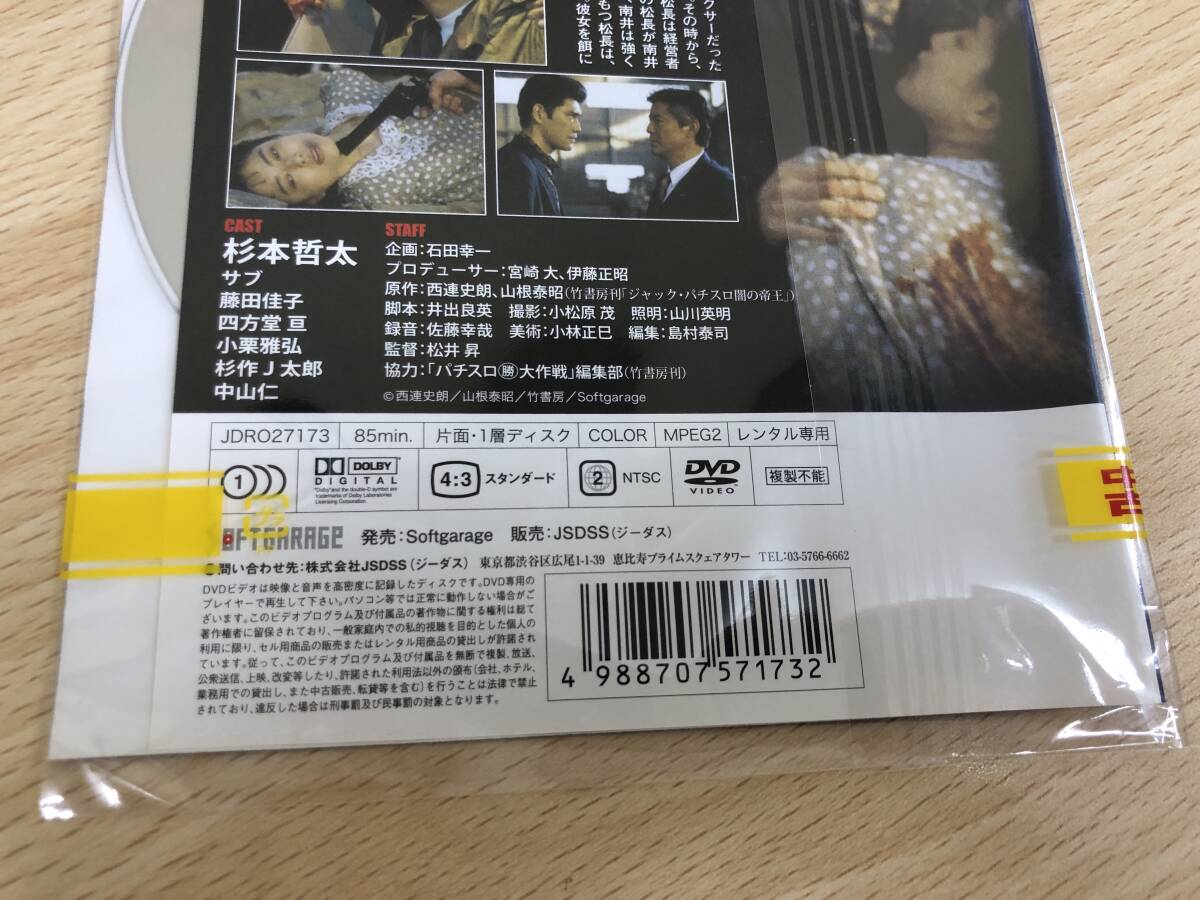 クサーだった
。その時から、
松長は経営者
の松長が南井
、南井は強く
もつ松長は、
彼女を餌に
CAST
杉本哲太
サブ
藤田佳子
四方堂 亘
小栗雅弘
杉作J太郎
中山仁
STAFF
企画：石田幸一
プロデューサー：宮崎 大、伊藤正昭
原作：西連史朗、山根泰昭（竹書房刊「ジャック・パチスロ闇の帝王」）
脚本：井出良英 撮影：小松原 茂 照明：山川英明
録音：佐藤幸哉 美術：小林正巳 編集：島村泰司
監督：松井 昇
協力：「パチスロ㊝大作戦」編集部（竹書房刊）
©西連史朗／山根泰昭／竹書房／Softgarage
JDRO27173 85min. 片面・1層ディスク COLOR MPEG2 レンタル専用
1 DOLBY DIGITAL 4:3 スタンダード 2 NTSC DVD VIDEO 複製不能
"Dolby"and the double-D symbol are
trademarks of Dolby Laboratories
Licensing Corporation.
SOFTGARAGE 発売：Softgarage 販売：JSDSS（ジーダス）
●問い合わせ先：株式会社JSDSS（ジーダス） 東京都渋谷区広尾1-1-39 恵比寿プライムスクェアタワー TEL：03-5766-6662
DVDビデオは映像と音声を高密度に記録したディスクです。DVD専用の
プレイヤーで再生して下さい。パソコン等では正常に動作しない場合がご
ざいます。このビデオプログラム及び付属品の著作物に関する権利は総て
著作権者に留保されており、一般家庭内での私的視聴を目的とした個人の
利用に限り、セル用商品の販売またはレンタル用商品の貸出しが許諾され
ています。従って、このビデオプログラム及び付属品を無断で複製、放送、
公衆送信、上映、改変等したり、許諾された利用法以外の頒布（会社、ホテル、
業務用での貸出し、また中古販売、転貸等を含む）を行うことは法律で禁止
されており、違反した場合は刑事罰及び民事罰の対象となります。
4 988707 571732
中古